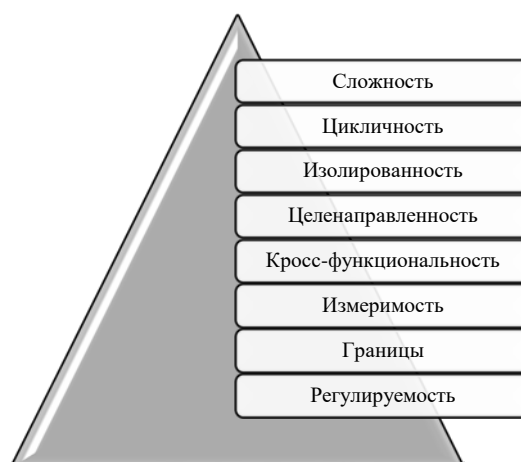 Сложность
Цикличность
Изолированность
Целенаправленность
Кросс-функциональность
Измеримость
Границы
Регулируемость